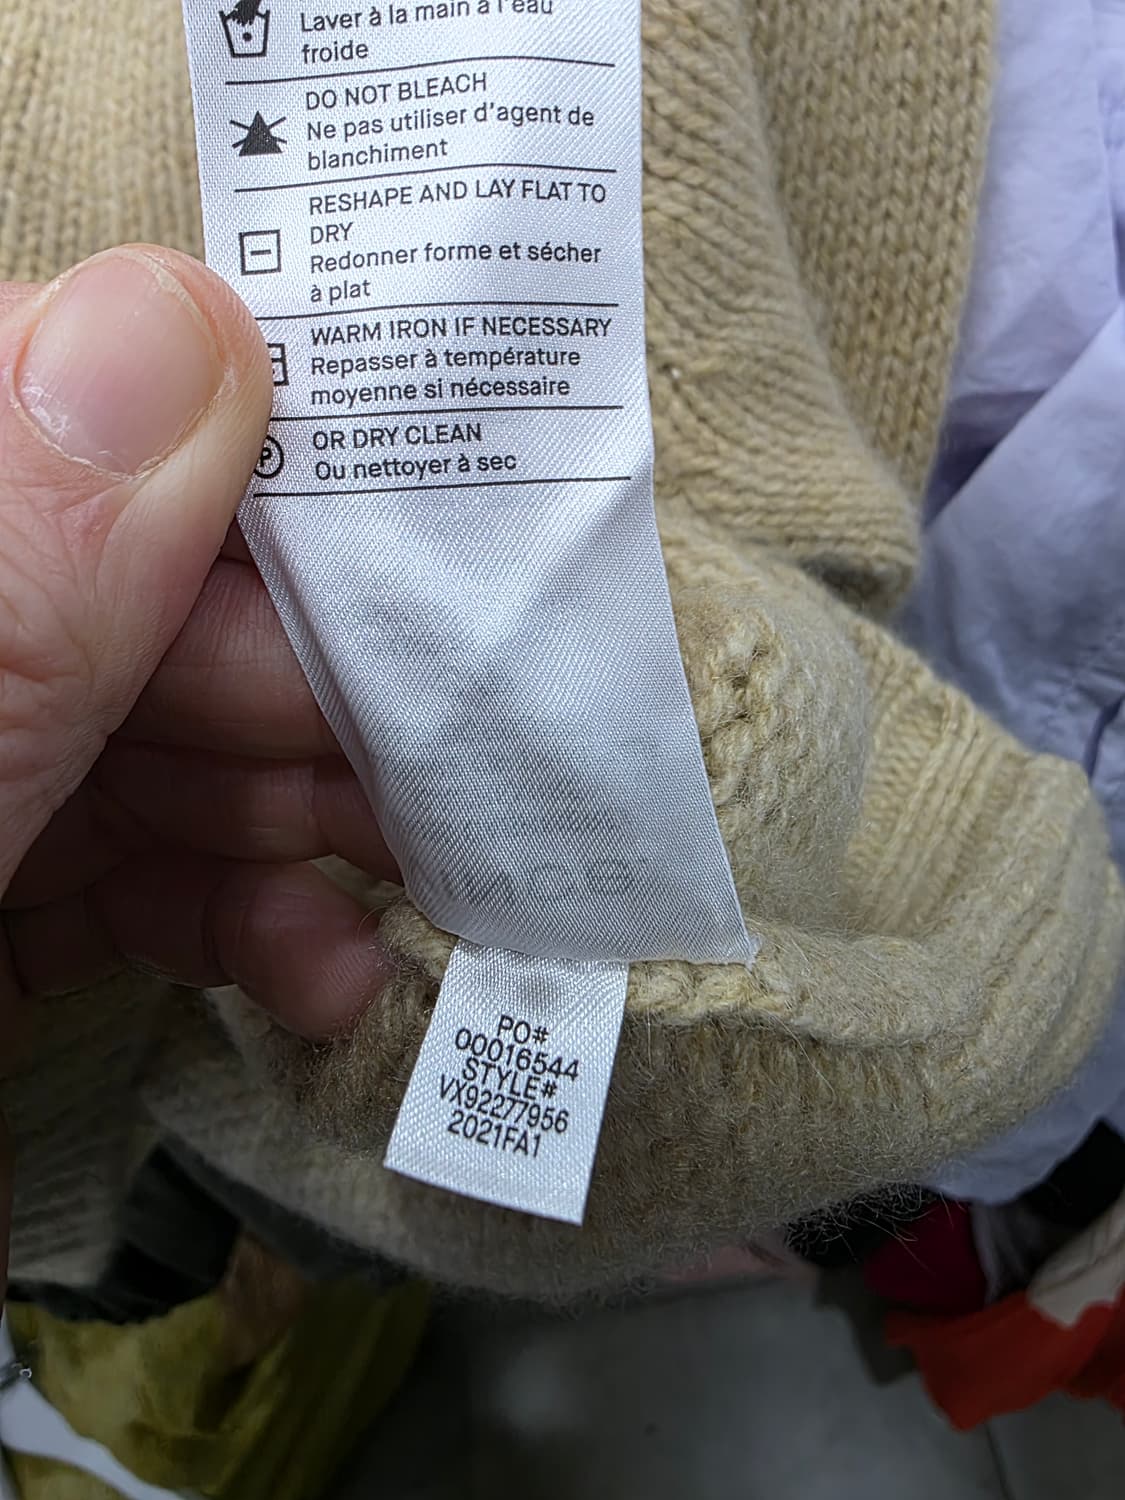 Laver à la main à l'eau
froide
DO NOT BLEACH
Ne pas utiliser d'agent de
blanchiment
RESHAPE AND LAY FLAT TO
DRY
Redonner forme et sécher
à plat
WARM IRON IF NECESSARY
Repasser à température
moyenne si nécessaire
P
OR DRY CLEAN
Ou nettoyer à sec
PO#
00016544
STYLE#
VX92277956
2021FA1